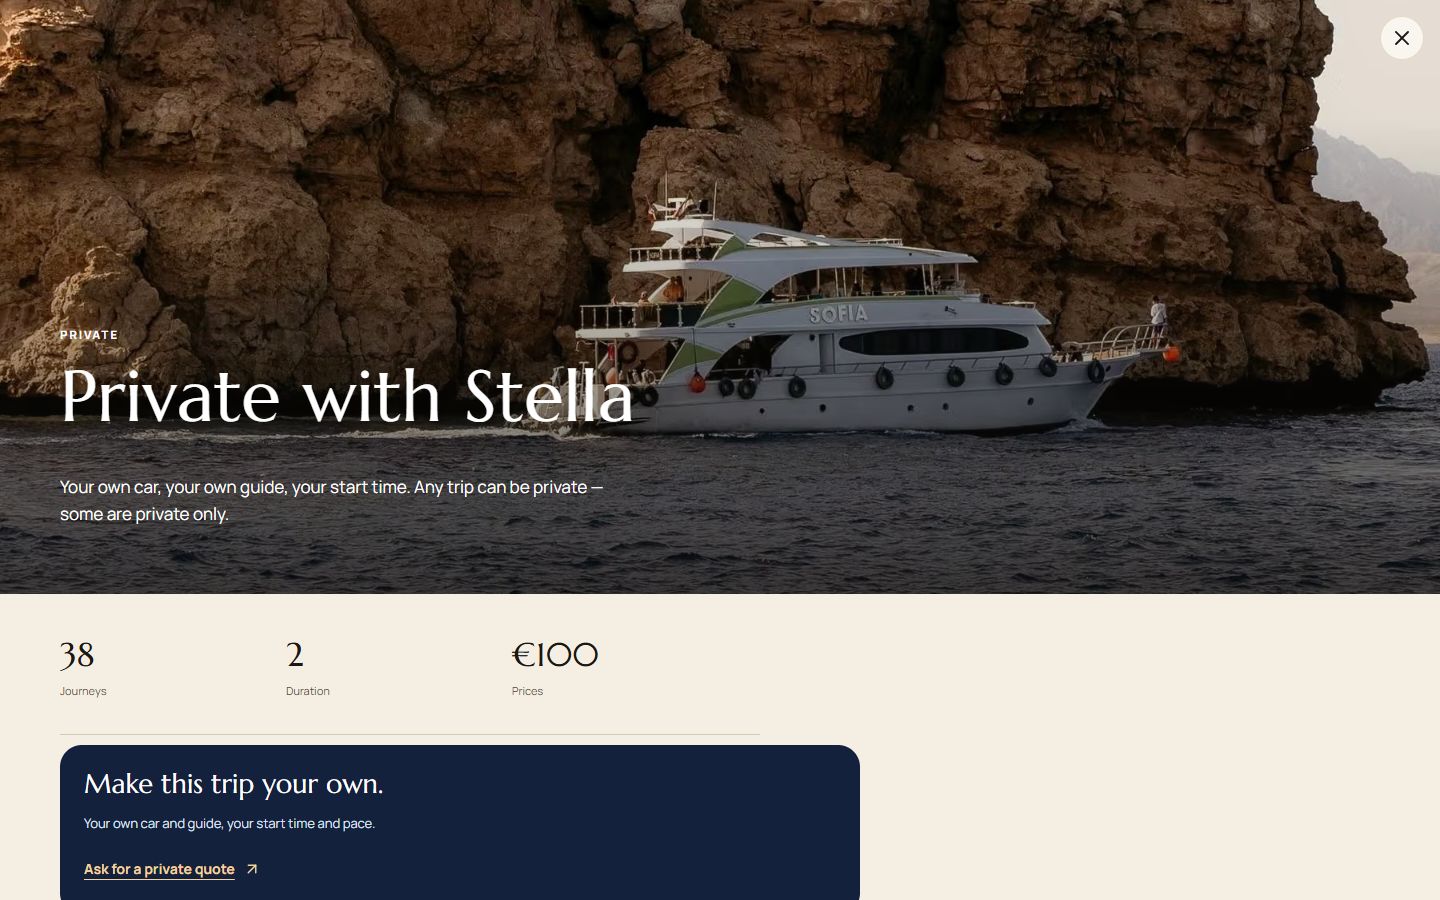 SOFIA
PRIVATE
Private with Stella
Your own car, your own guide, your start time. Any trip can be private —
some are private only.
38
Journeys
2
Duration
€100
Prices
Make this trip your own.
Your own car and guide, your start time and pace.
Ask for a private quote